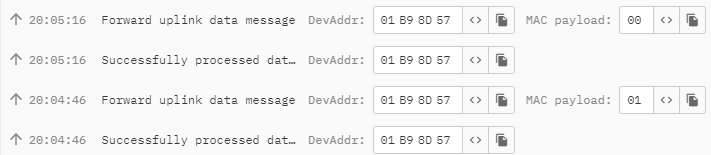 ↑ 20:05:16 Forward uplink data message DevAddr: 01 B9 8D 57 <> MAC payload: 00 <>
↑ 20:05:16 Successfully processed dat… DevAddr: 01 B9 8D 57 <>
↑ 20:04:46 Forward uplink data message DevAddr: 01 B9 8D 57 <> MAC payload: 01 <>
↑ 20:04:46 Successfully processed dat… DevAddr: 01 B9 8D 57 <>